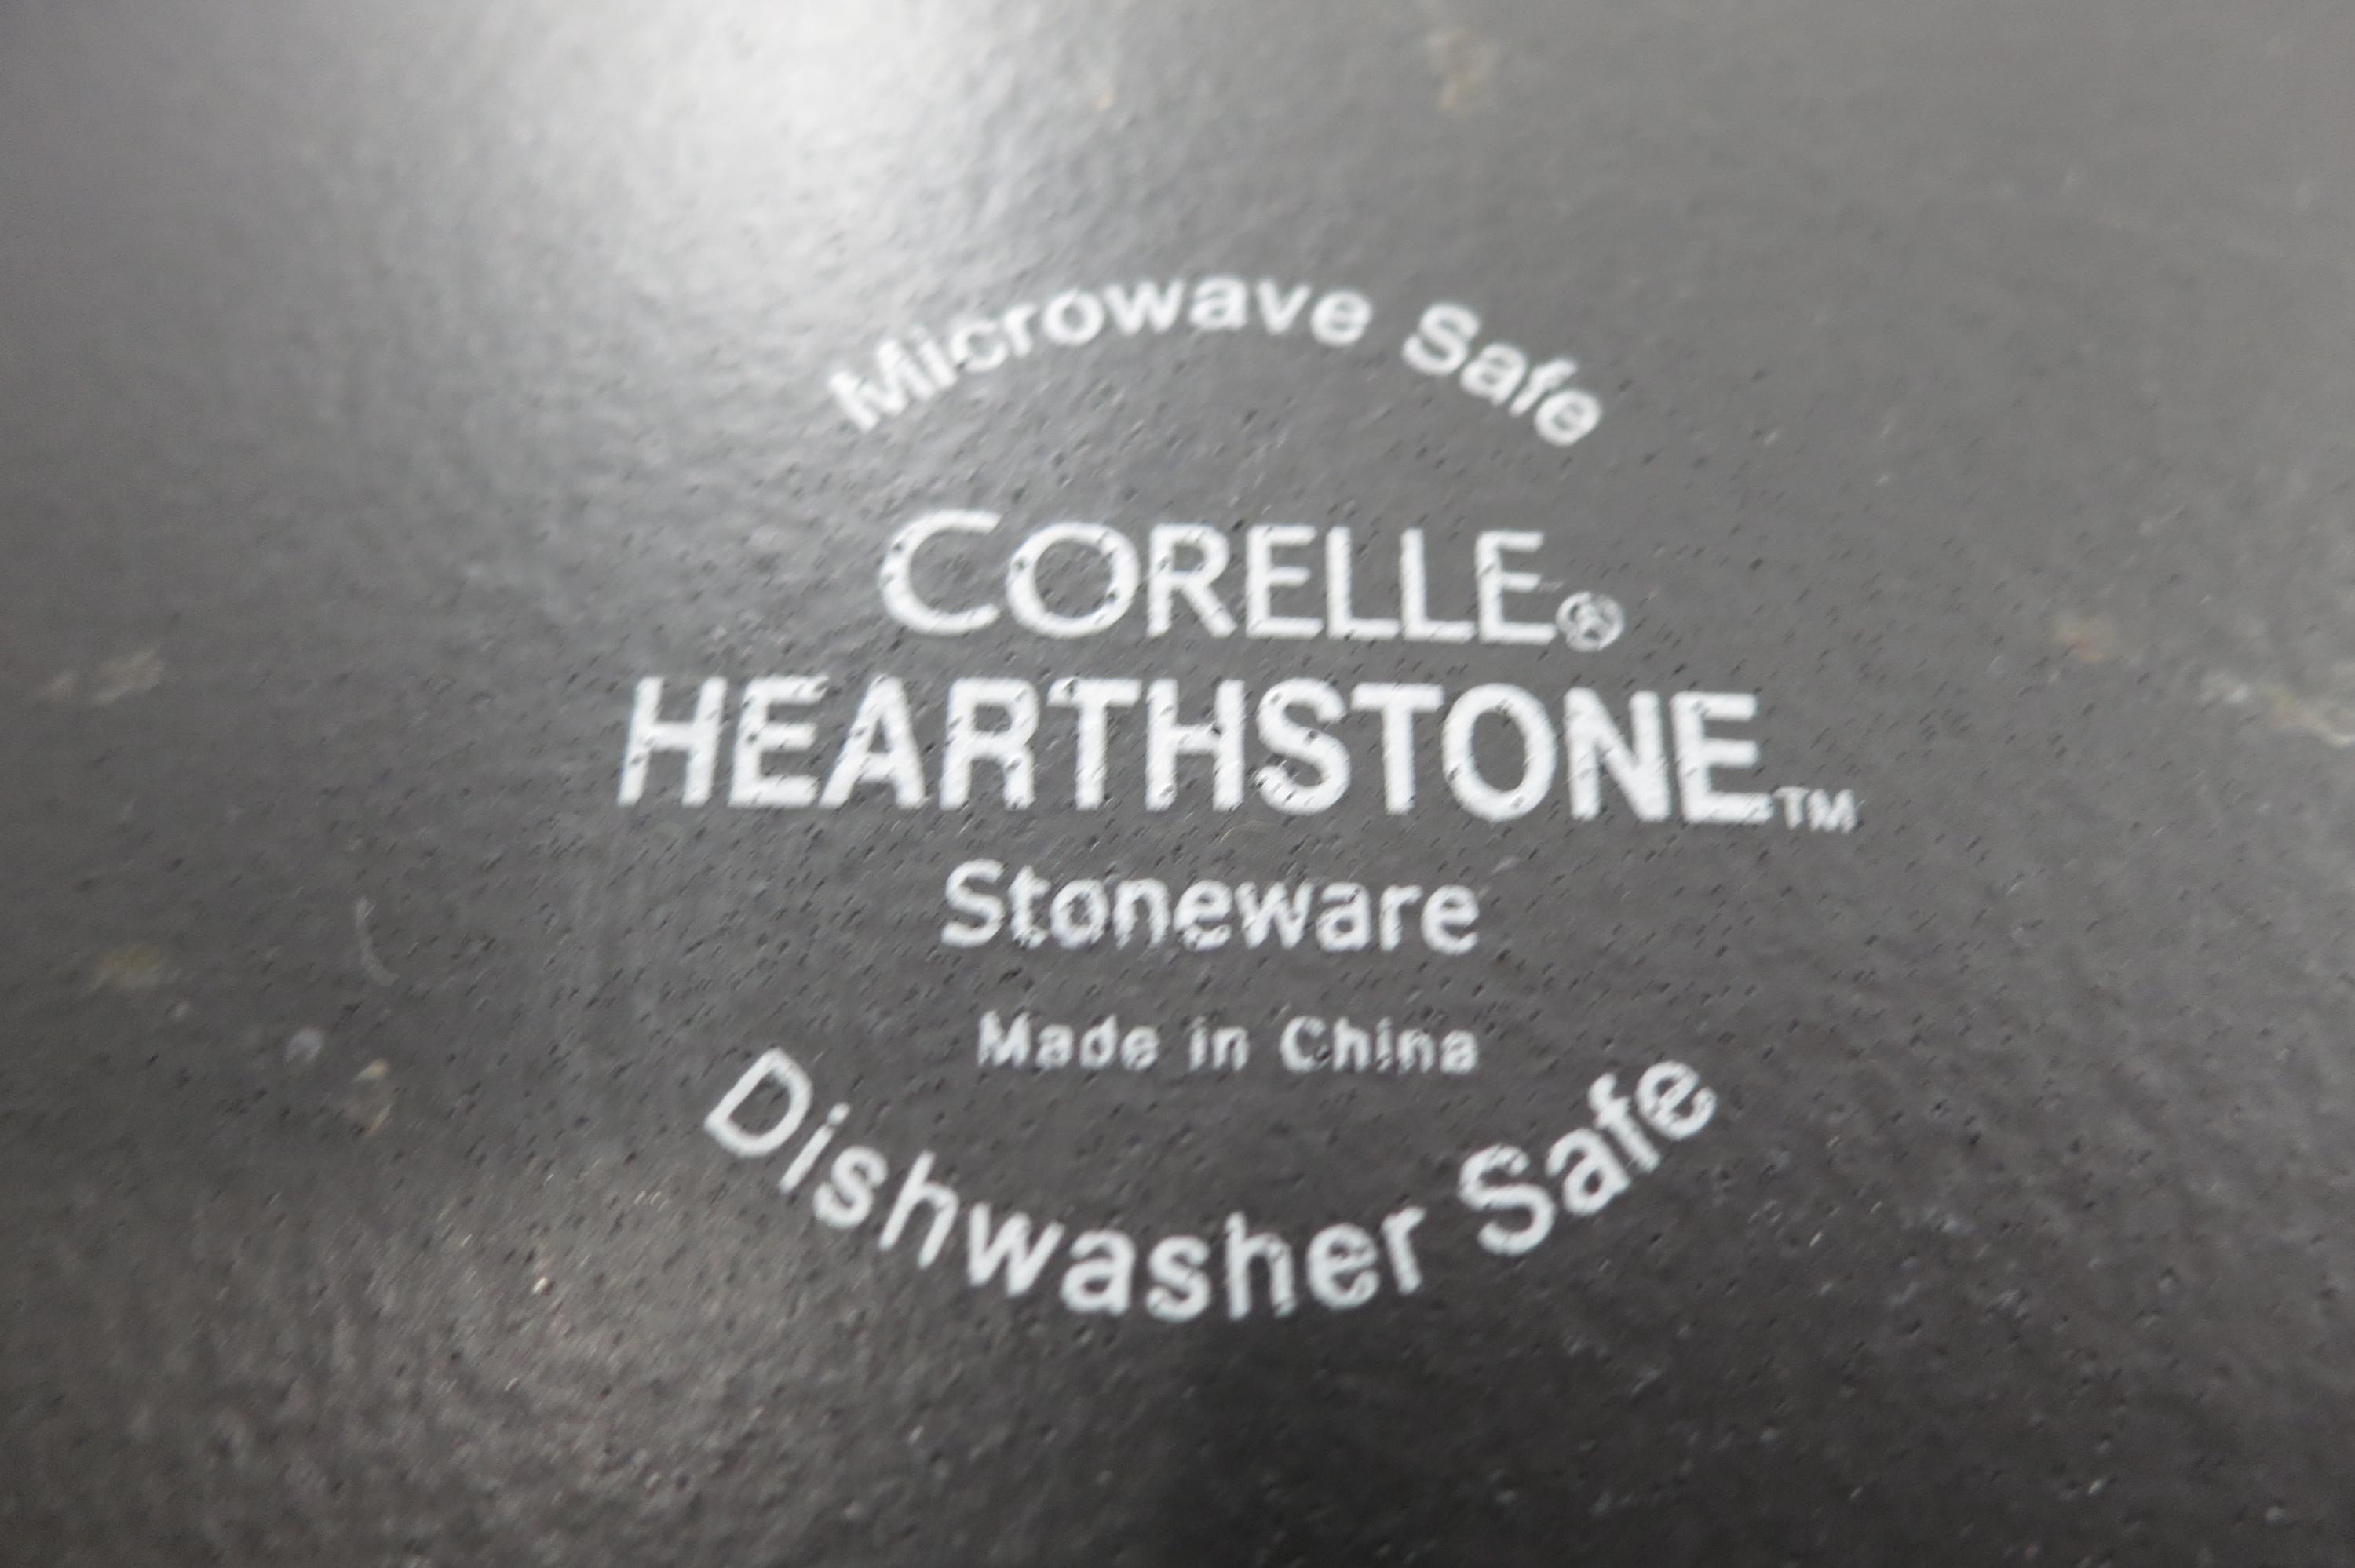 Microwave Safe
CORELLE®
HEARTHSTONE™
Stoneware
Made in China
Dishwasher Safe